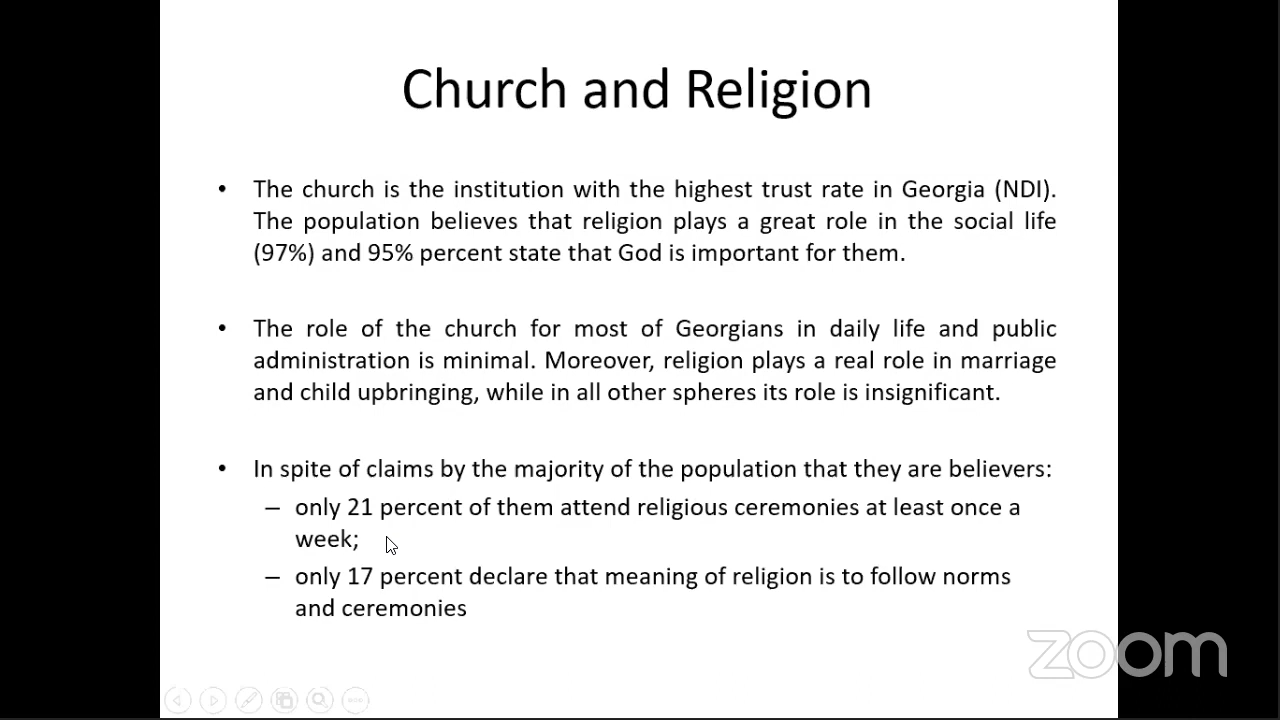 Church and Religion
• The church is the institution with the highest trust rate in Georgia (NDI).
The population believes that religion plays a great role in the social life
(97%) and 95% percent state that God is important for them.
• The role of the church for most of Georgians in daily life and public
administration is minimal. Moreover, religion plays a real role in marriage
and child upbringing, while in all other spheres its role is insignificant.
• In spite of claims by the majority of the population that they are believers:
– only 21 percent of them attend religious ceremonies at least once a
week;
– only 17 percent declare that meaning of religion is to follow norms
and ceremonies
zoom